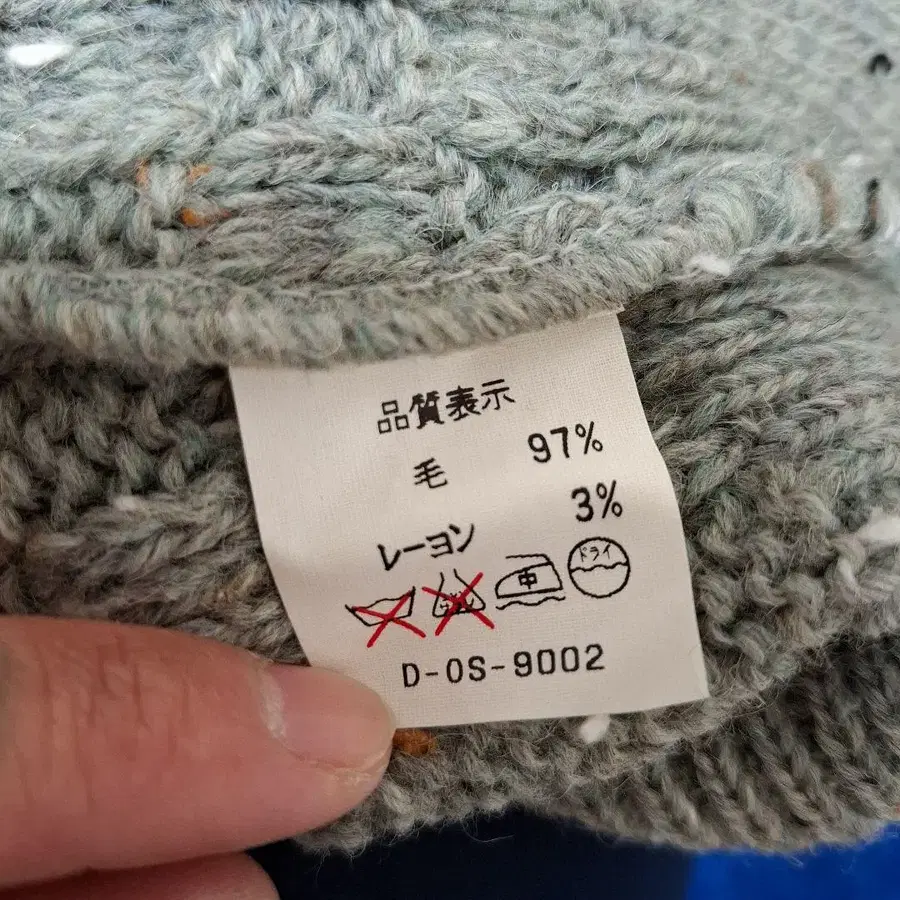 品質表示
毛 97%
レーヨン 3%
中 ドライ
D-0S-9002